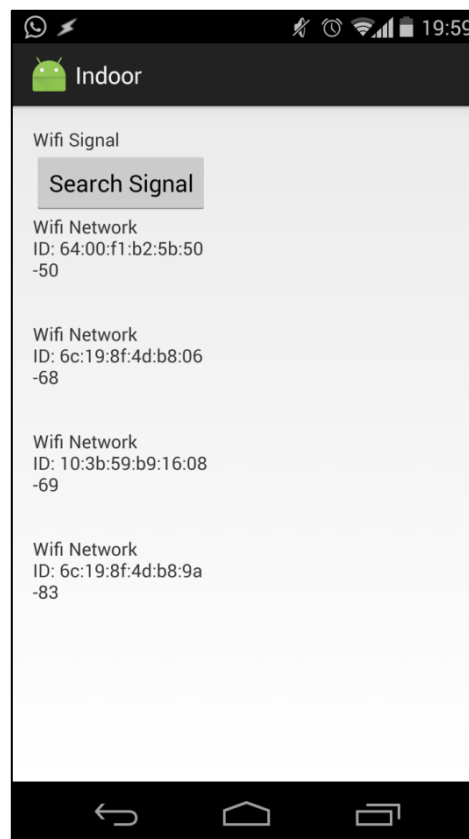 19:59
Indoor
Wifi Signal
Search Signal
Wifi Network
ID: 64:00:f1:b2:5b:50
-50
Wifi Network
ID: 6c:19:8f:4d:b8:06
-68
Wifi Network
ID: 10:3b:59:b9:16:08
-69
Wifi Network
ID: 6c:19:8f:4d:b8:9a
-83